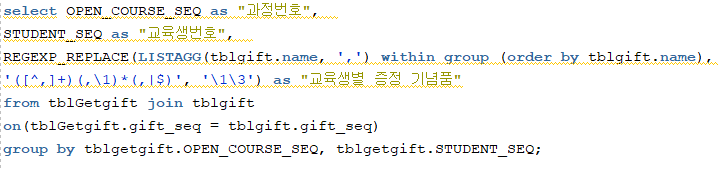 select OPEN_COURSE_SEQ as "과정번호",
STUDENT_SEQ as "교육생번호",
REGEXP_REPLACE(LISTAGG(tblgift.name, ',') within group (order by tblgift.name),
'([^,]+)(,\1)*(,|$)', '\1\3') as "교육생별 증정 기념품"
from tblGetgift join tblgift
on(tblGetgift.gift_seq = tblgift.gift_seq)
group by tblgetgift.OPEN_COURSE_SEQ, tblgetgift.STUDENT_SEQ;